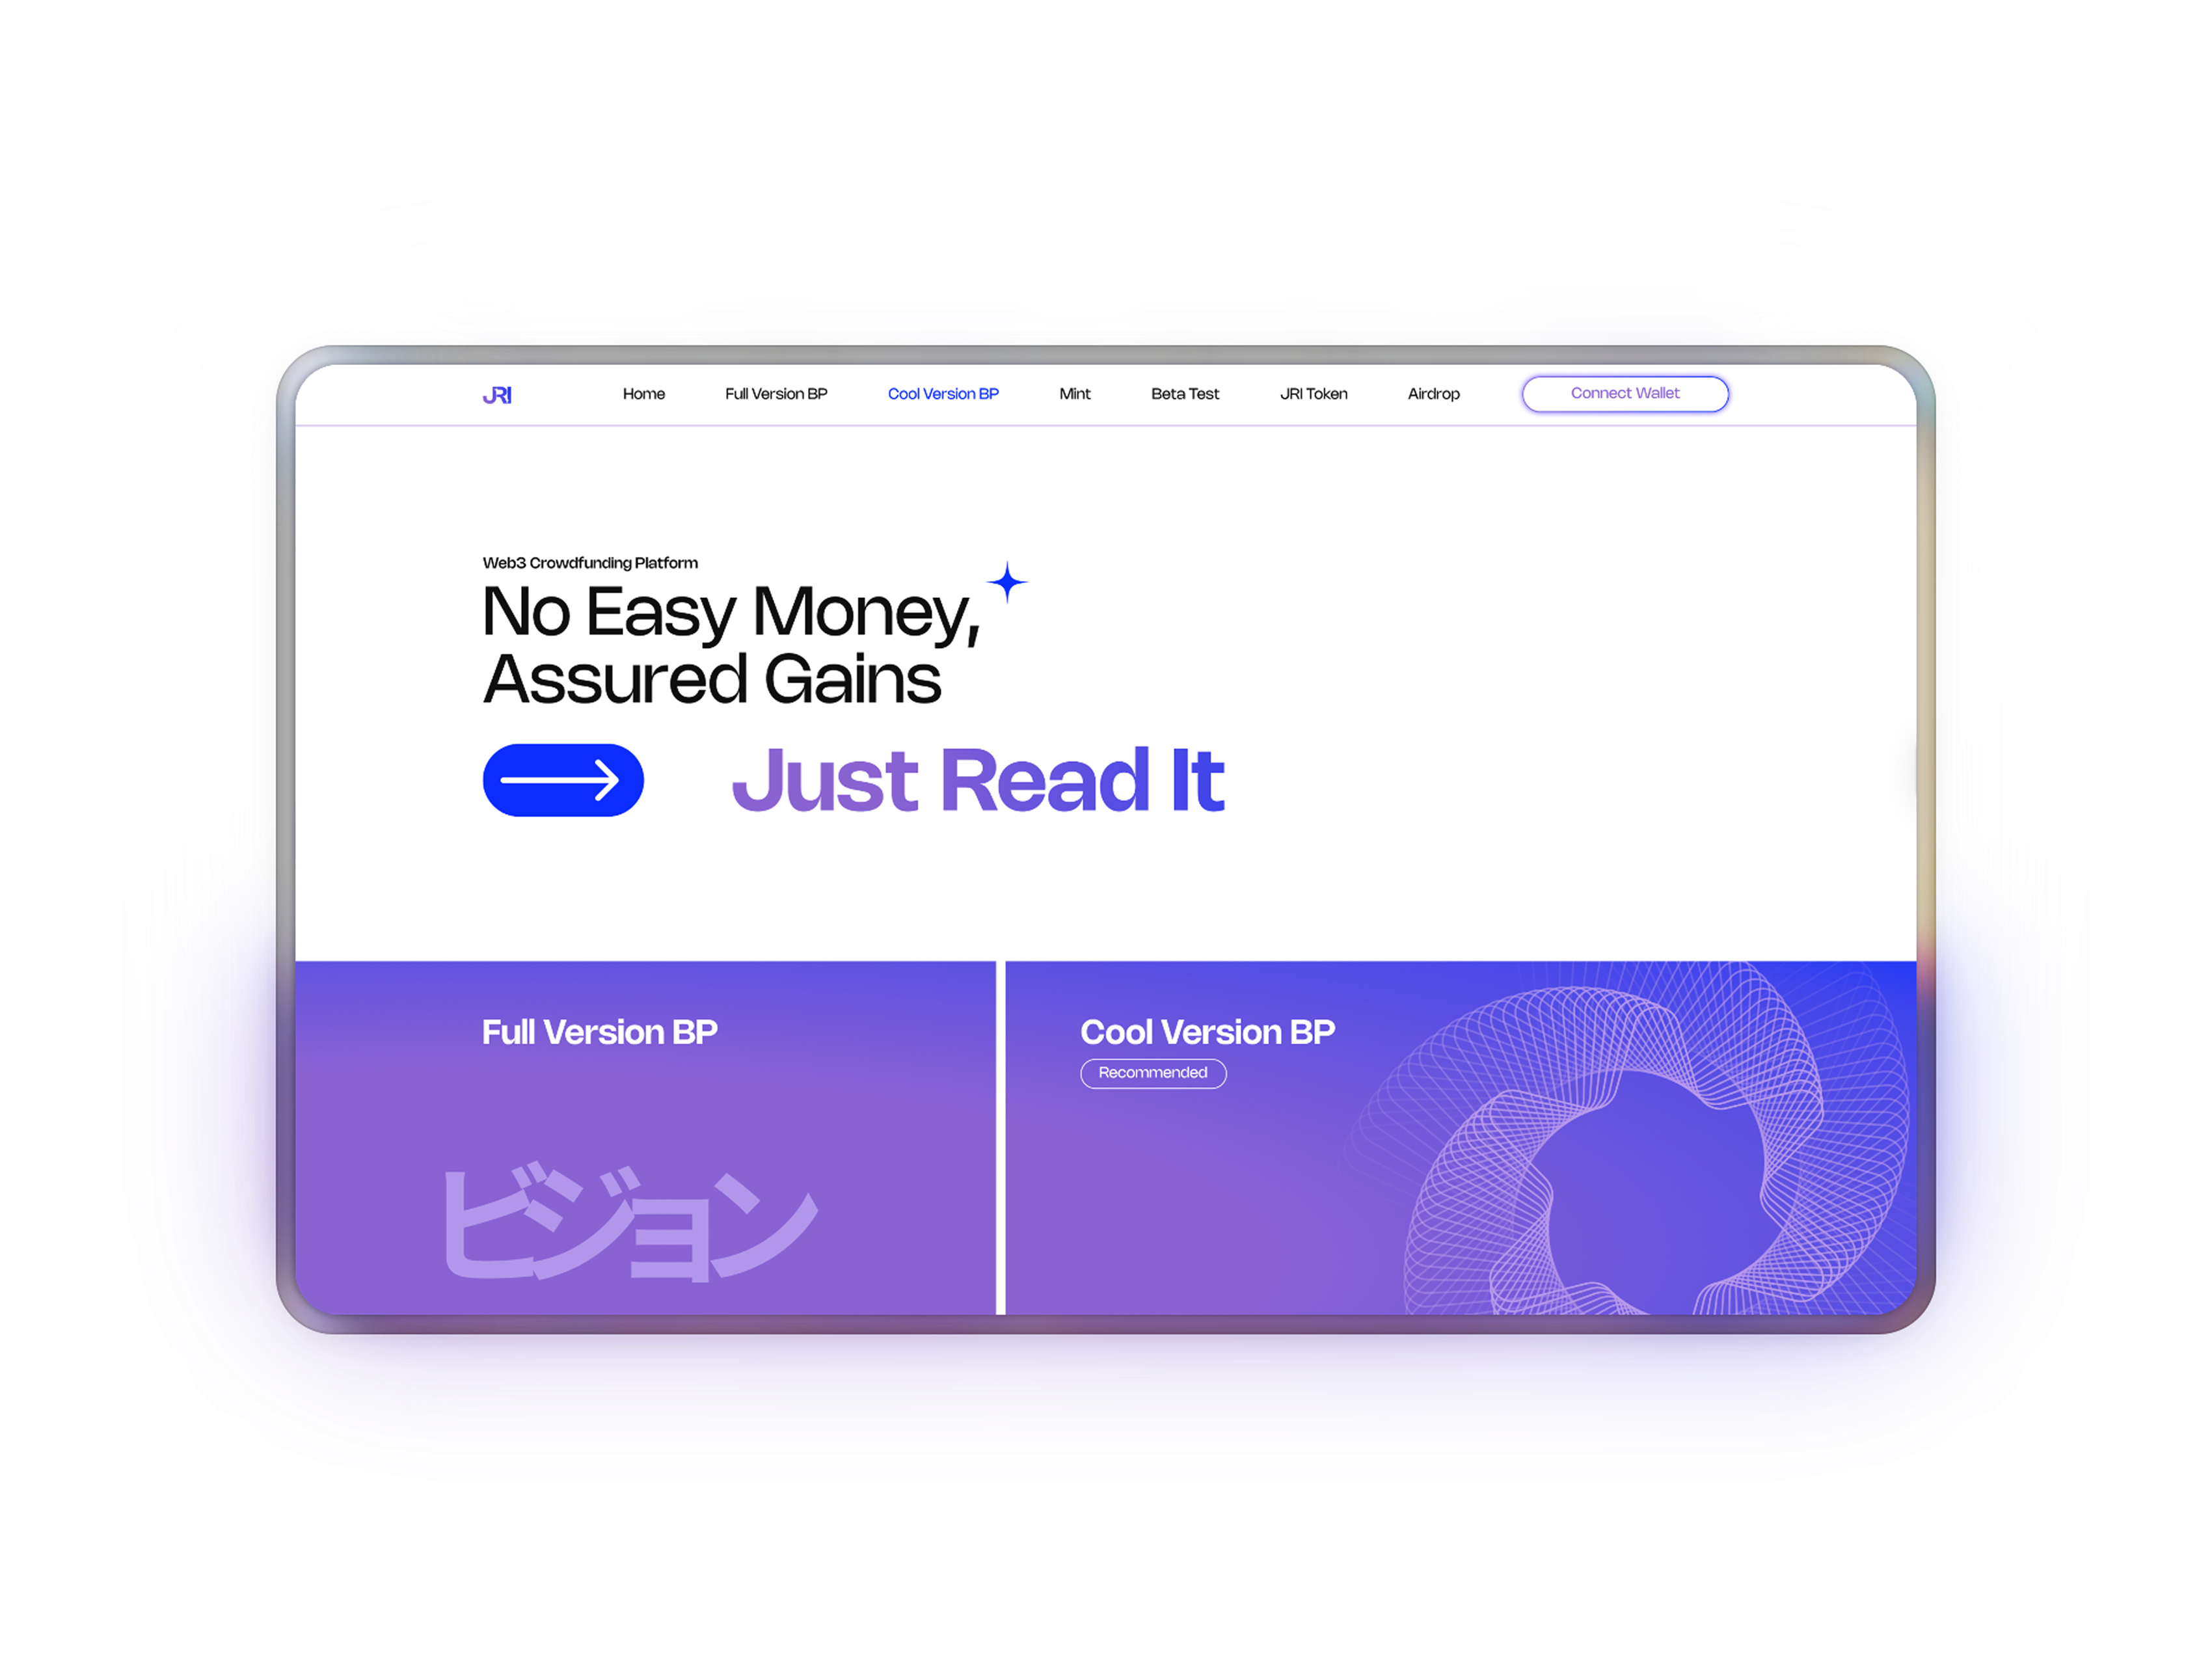 JRI
Home
Full Version BP
Cool Version BP
Mint
Beta Test
JRI Token
Airdrop
Connect Wallet
Web3 Crowdfunding Platform
No Easy Money,
Assured Gains
Just Read It
Full Version BP
ビジョン
Cool Version BP
Recommended